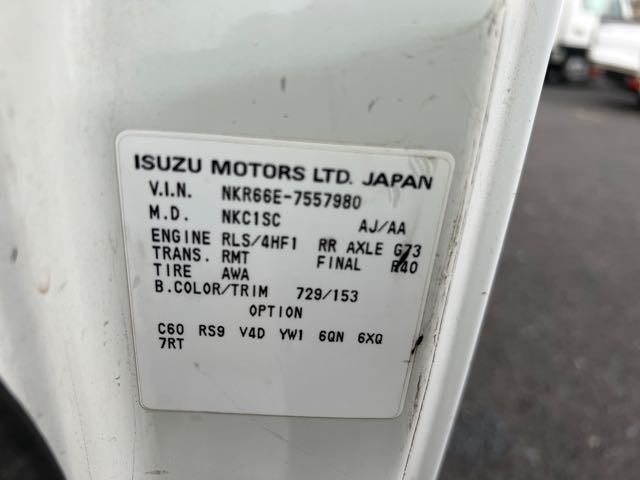 ISUZU MOTORS LTD. JAPAN
V.I.N. NKR66E-7557980
M.D. NKC1SC AJ/AA
ENGINE RLS/4HF1 RR AXLE G73
TRANS. RMT FINAL R40
TIRE AWA
B.COLOR/TRIM 729/153
OPTION
C60 RS9 V4D YW1 6QN 6XQ
7RT